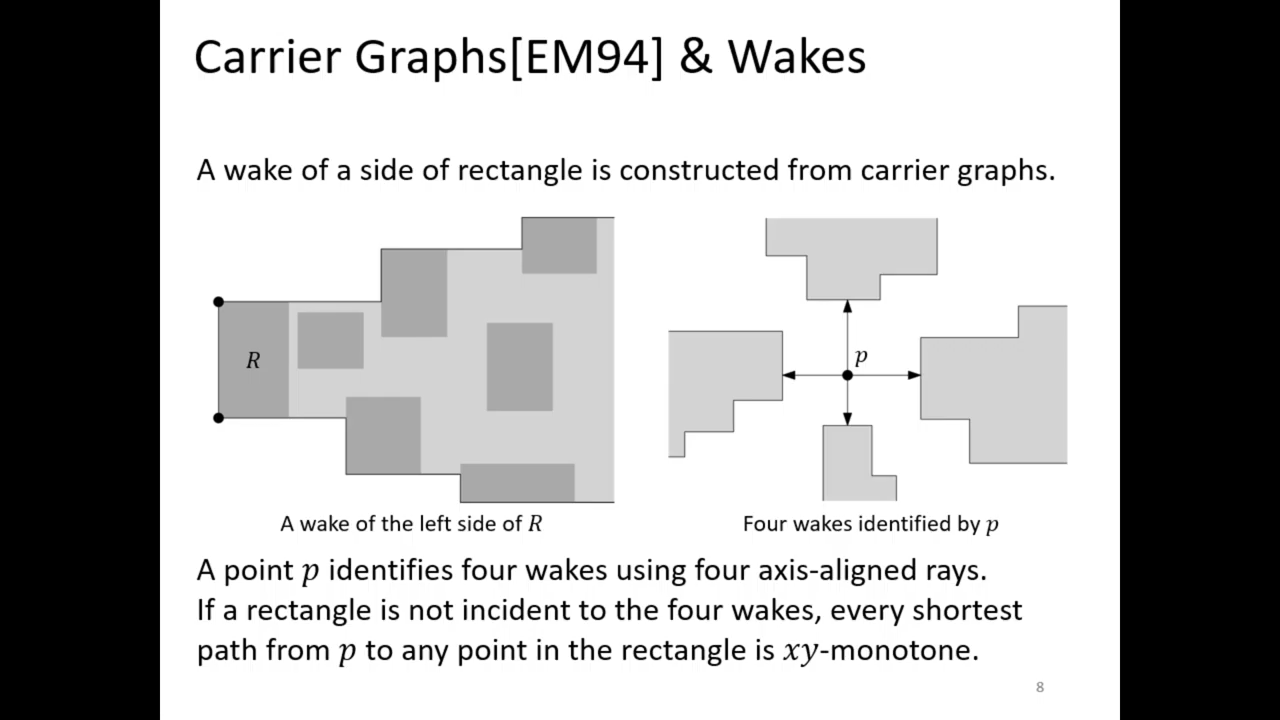 Carrier Graphs[EM94] & Wakes
A wake of a side of rectangle is constructed from carrier graphs.
R
p
A wake of the left side of R
Four wakes identified by p
A point p identifies four wakes using four axis-aligned rays.
If a rectangle is not incident to the four wakes, every shortest
path from p to any point in the rectangle is xy-monotone.
8